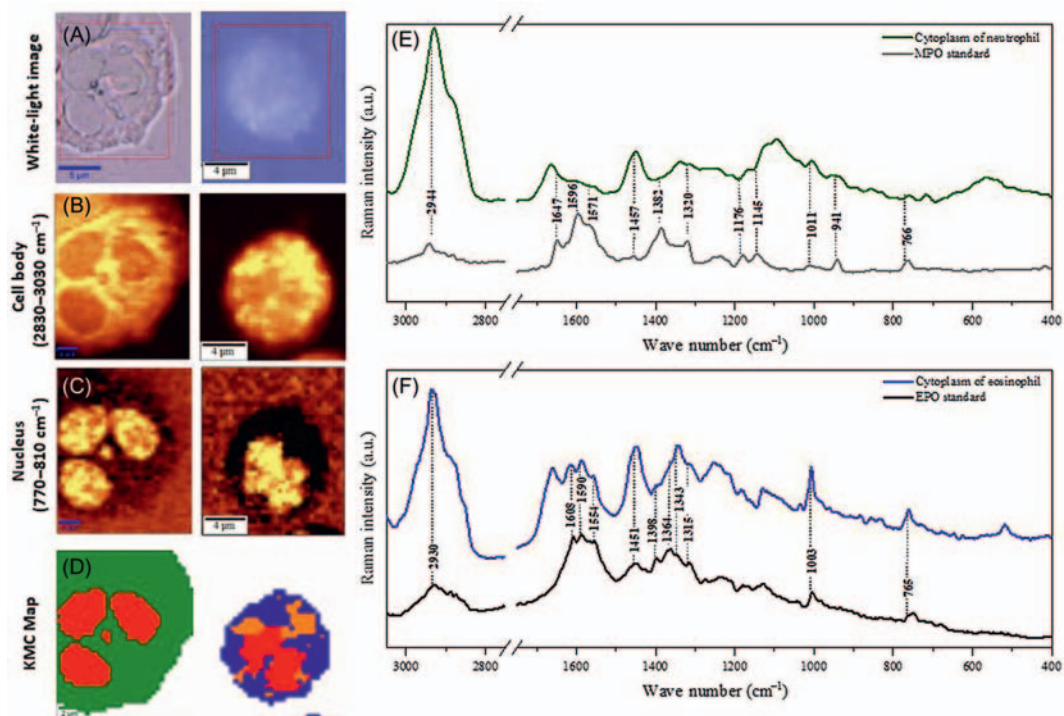 White-light image
(A)
5 μm
4 μm
Cell body
(2830–3030 cm⁻¹)
(B)
4 μm
Nucleus
(770–810 cm⁻¹)
(C)
4 μm
KMC Map
(D)
(E)
Cytoplasm of neutrophil
MPO standard
Raman intensity (a.u.)
2944
1647
1596
1571
1457
1382
1320
1176
1145
1011
941
766
3000 2800 1600 1400 1200 1000 800 600 400
Wave number (cm⁻¹)
(F)
Cytoplasm of eosinophil
EPO standard
Raman intensity (a.u.)
2930
1608
1590
1554
1451
1398
1364
1343
1315
1003
765
3000 2800 1600 1400 1200 1000 800 600 400
Wave number (cm⁻¹)